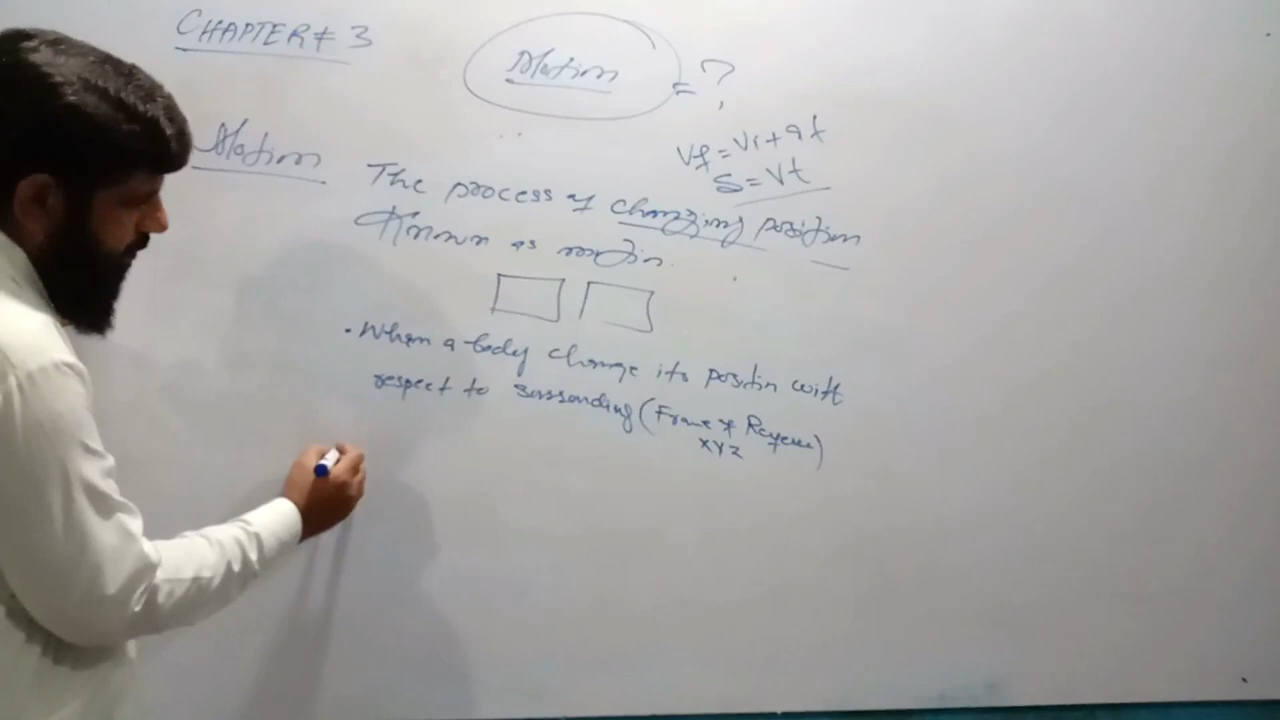 CHAPTER # 3
Motion = ?
Vf = Vi + at
S = Vt
Motion
The process of changing position
Known as motion.
• When a body change its positin with
respect to surrounding (Frame of Reference)
XYZ